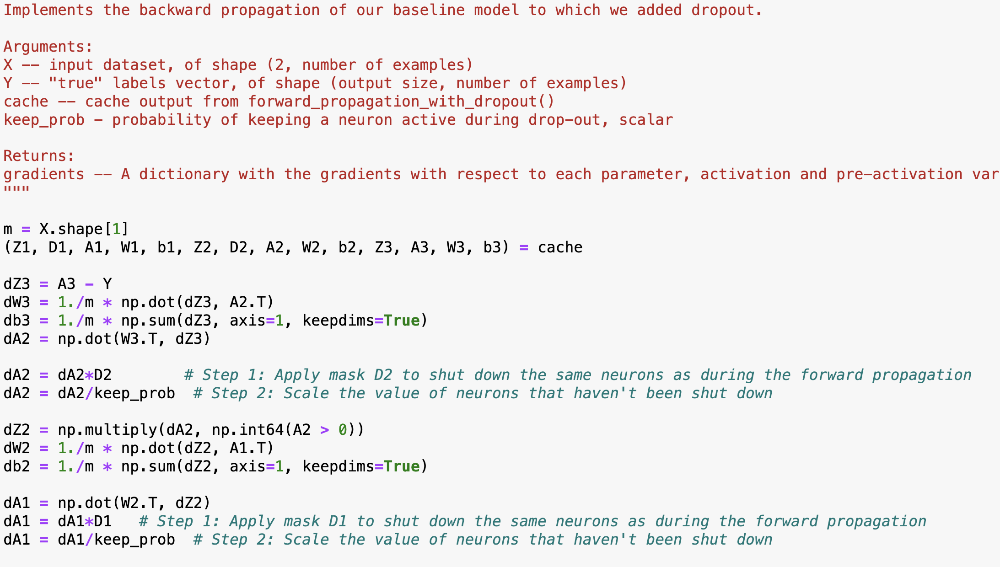 Implements the backward propagation of our baseline model to which we added dropout.
Arguments:
X -- input dataset, of shape (2, number of examples)
Y -- "true" labels vector, of shape (output size, number of examples)
cache -- cache output from forward_propagation_with_dropout()
keep_prob - probability of keeping a neuron active during drop-out, scalar
Returns:
gradients -- A dictionary with the gradients with respect to each parameter, activation and pre-activation var
"""
m = X.shape[1]
(Z1, D1, A1, W1, b1, Z2, D2, A2, W2, b2, Z3, A3, W3, b3) = cache
dZ3 = A3 - Y
dW3 = 1./m * np.dot(dZ3, A2.T)
db3 = 1./m * np.sum(dZ3, axis=1, keepdims=True)
dA2 = np.dot(W3.T, dZ3)
dA2 = dA2*D2        # Step 1: Apply mask D2 to shut down the same neurons as during the forward propagation
dA2 = dA2/keep_prob  # Step 2: Scale the value of neurons that haven't been shut down
dZ2 = np.multiply(dA2, np.int64(A2 > 0))
dW2 = 1./m * np.dot(dZ2, A1.T)
db2 = 1./m * np.sum(dZ2, axis=1, keepdims=True)
dA1 = np.dot(W2.T, dZ2)
dA1 = dA1*D1   # Step 1: Apply mask D1 to shut down the same neurons as during the forward propagation
dA1 = dA1/keep_prob  # Step 2: Scale the value of neurons that haven't been shut down